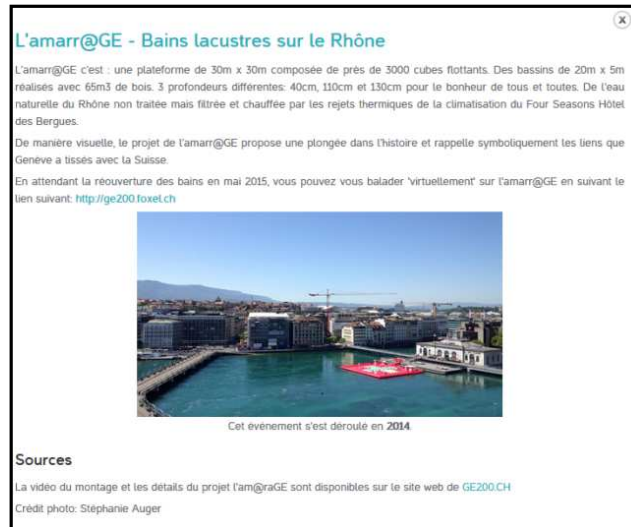 L'amarr@GE - Bains lacustres sur le Rhône
L'amarr@GE c'est : une plateforme de 30m x 30m composée de près de 3000 cubes flottants. Des bassins de 20m x 5m
réalisés avec 65m3 de bois. 3 profondeurs différentes: 40cm, 110cm et 130cm pour le bonheur de tous et toutes. De l'eau
naturelle du Rhône non traitée mais filtrée et chauffée par les rejets thermiques de la climatisation du Four Seasons Hôtel
des Bergues.
De manière visuelle, le projet de l'amarr@GE propose une plongée dans l'histoire et rappelle symboliquement les liens que
Genève a tissés avec la Suisse.
En attendant la réouverture des bains en mai 2015, vous pouvez vous balader 'virtuellement' sur l'amarr@GE en suivant le
lien suivant: http://ge200.foxel.ch
Cet événement s'est déroulé en 2014.
Sources
La vidéo du montage et les détails du projet l'am@raGE sont disponibles sur le site web de GE200.CH
Crédit photo: Stéphanie Auger